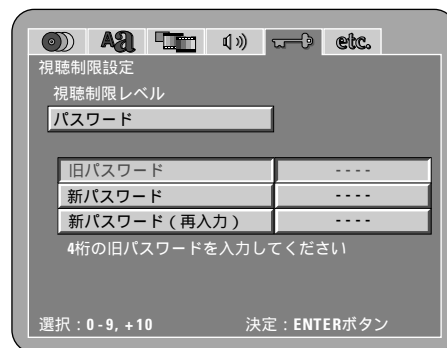 Aa etc.
視聴制限設定
視聴制限レベル
パスワード
旧パスワード ----
新パスワード ----
新パスワード(再入力) ----
4桁の旧パスワードを入力してください
選択:0-9, +10 決定:ENTERボタン